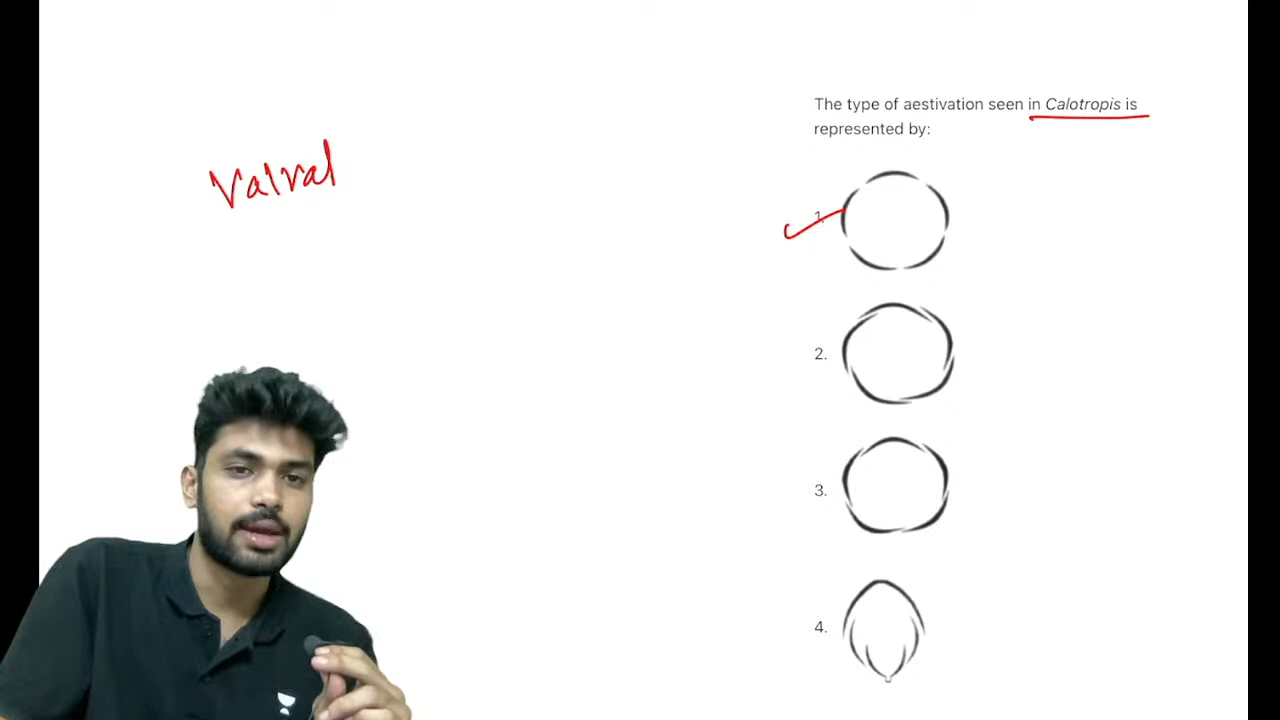 Valval
The type of aestivation seen in Calotropis is
represented by:
1.
2.
3.
4.